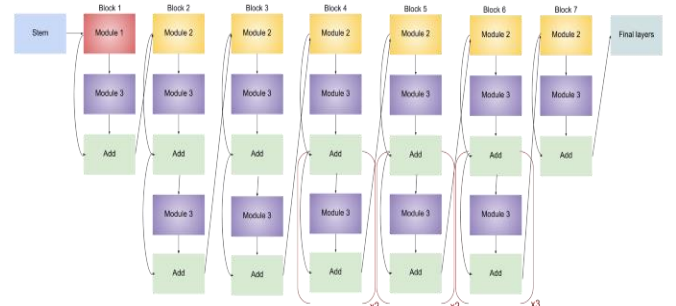 Block 1
Block 2
Block 3
Block 4
Block 5
Block 6
Block 7
Stem
Module 1
Module 2
Module 2
Module 2
Module 2
Module 2
Module 2
Final layers
Module 3
Module 3
Module 3
Module 3
Module 3
Module 3
Module 3
Add
Add
Add
Add
Add
Add
Add
Module 3
Module 3
Module 3
Module 3
Module 3
Add
Add
Add
Add
Add
x3